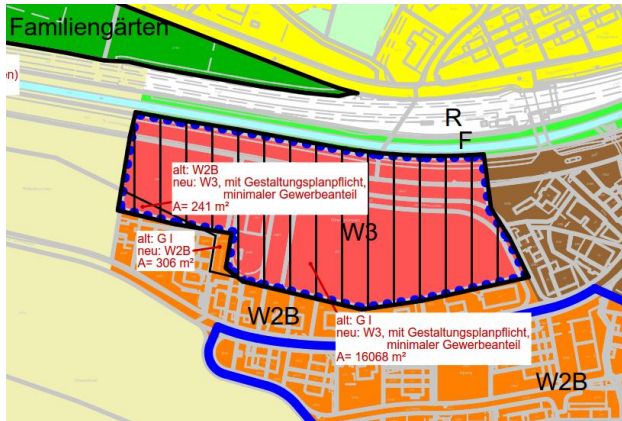 Familiengärten
en)
R
F
alt: W2B
neu: W3, mit Gestaltungsplanpflicht,
minimaler Gewerbeanteil
A= 241 m²
W3
alt: G I
neu: W2B
A= 306 m²
W2B
alt: G I
neu: W3, mit Gestaltungsplanpflicht,
minimaler Gewerbeanteil
A= 16068 m²
W2B